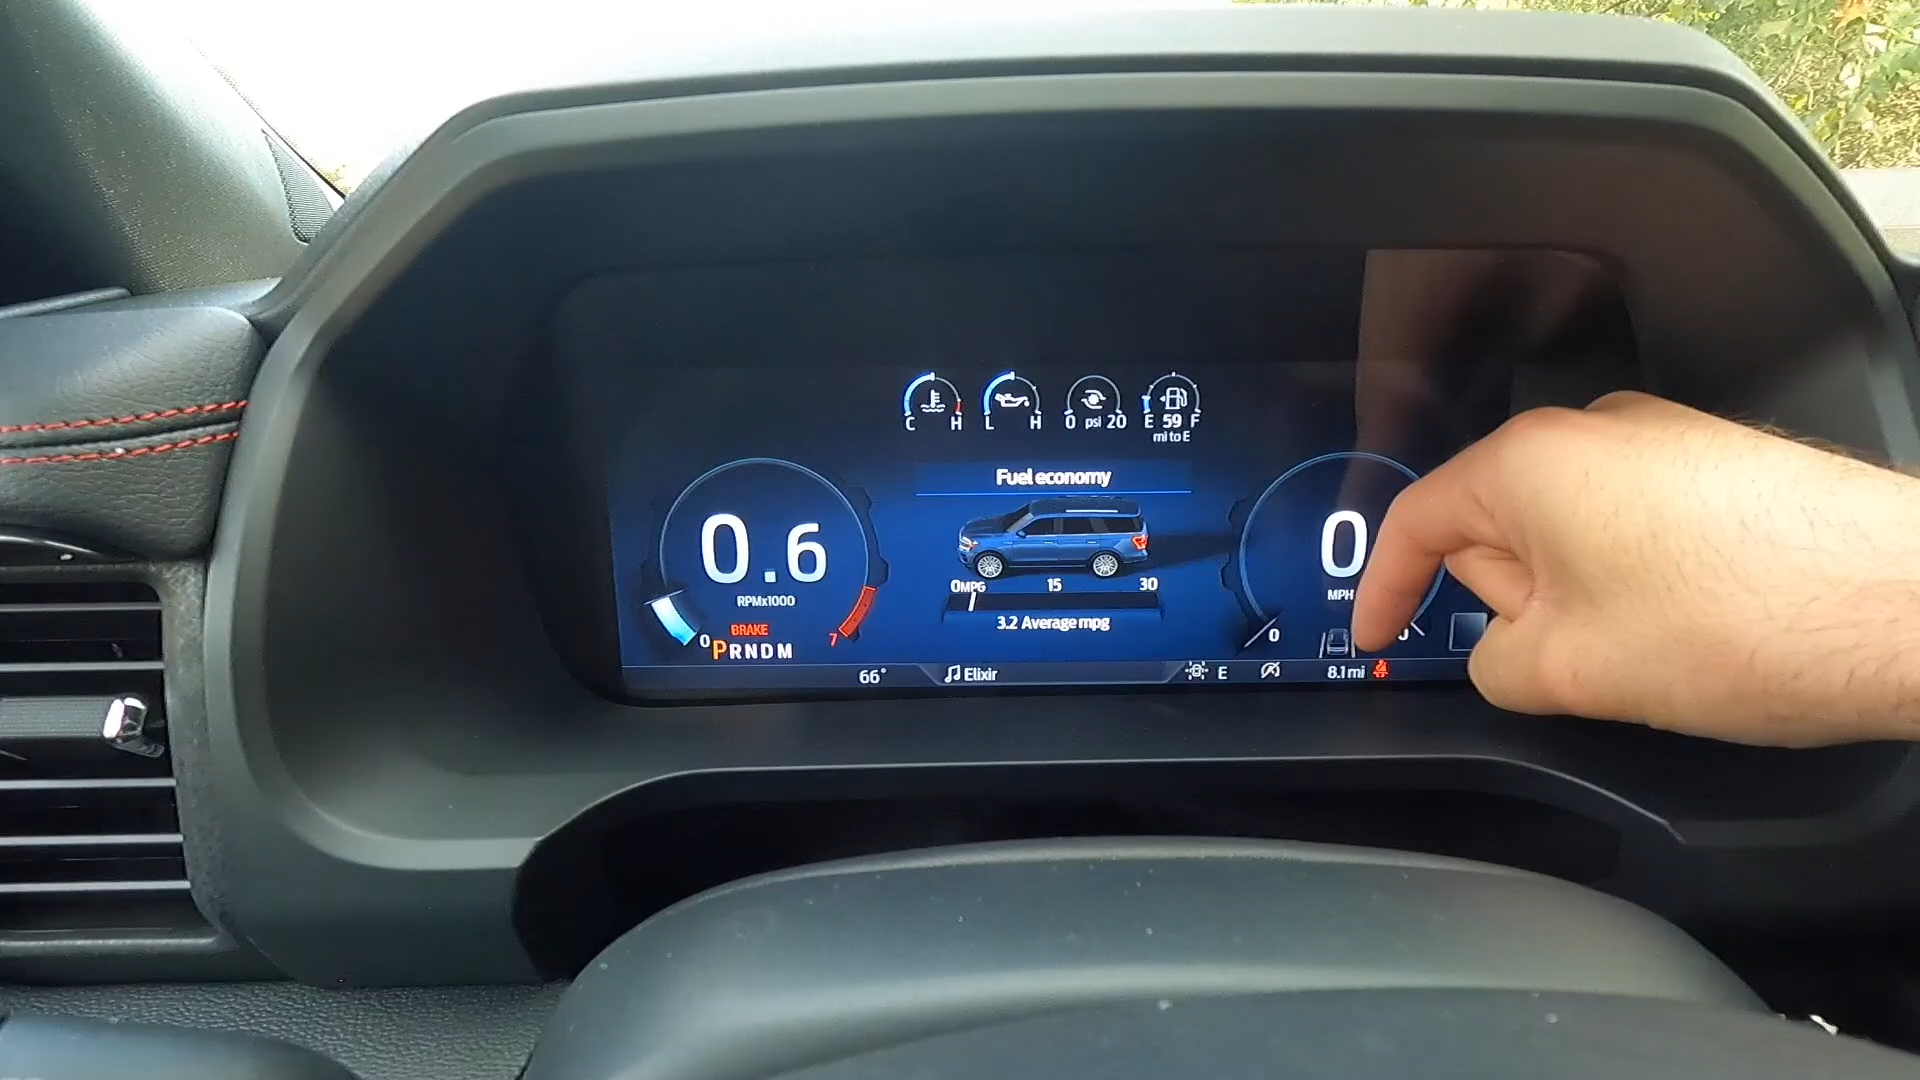 C H L H 0 psi 20 E 59 F
mi to E
Fuel economy
0.6
0
RPMx1000
MPH
0MPG 15 30
3.2 Average mpg
BRAKE
0 7
0
PRNDM
66° Elixir E 8.1 mi